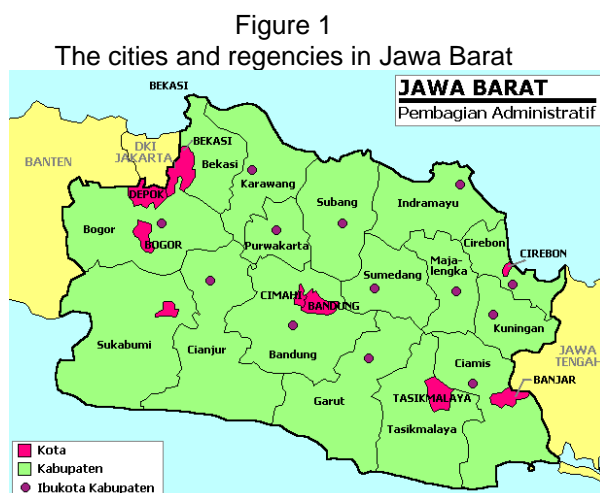 Figure 1
The cities and regencies in Jawa Barat
BEKASI
JAWA BARAT
Pembagian Administratif
DKI
JAKARTA
BANTEN
BEKASI
Bekasi
DEPOK
Karawang
Subang
Indramayu
Bogor
BOGOR
Purwakarta
Cirebon
CIREBON
Maja-
lengka
Sumedang
CIMAHI
BANDUNG
Kuningan
Sukabumi
Cianjur
Bandung
Ciamis
JAWA
TENGAH
BANJAR
Garut
TASIKMALAYA
Tasikmalaya
Kota
Kabupaten
Ibukota Kabupaten